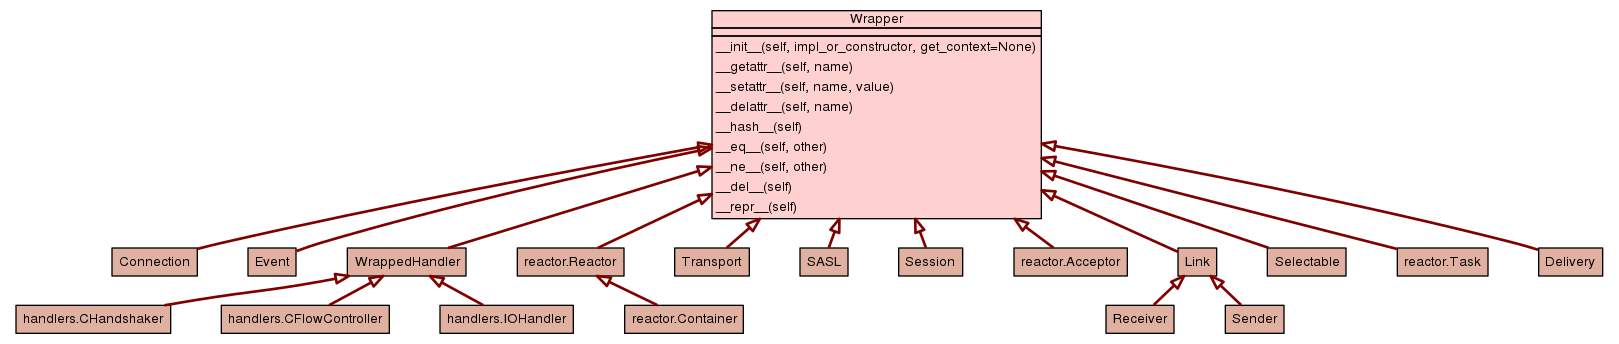 Wrapper
__init__(self, impl_or_constructor, get_context=None)
__getattr__(self, name)
__setattr__(self, name, value)
__delattr__(self, name)
__hash__(self)
__eq__(self, other)
__ne__(self, other)
__del__(self)
__repr__(self)
Connection
Event
WrappedHandler
reactor.Reactor
Transport
SASL
Session
reactor.Acceptor
Link
Selectable
reactor.Task
Delivery
handlers.CHandshaker
handlers.CFlowController
handlers.IOHandler
reactor.Container
Receiver
Sender